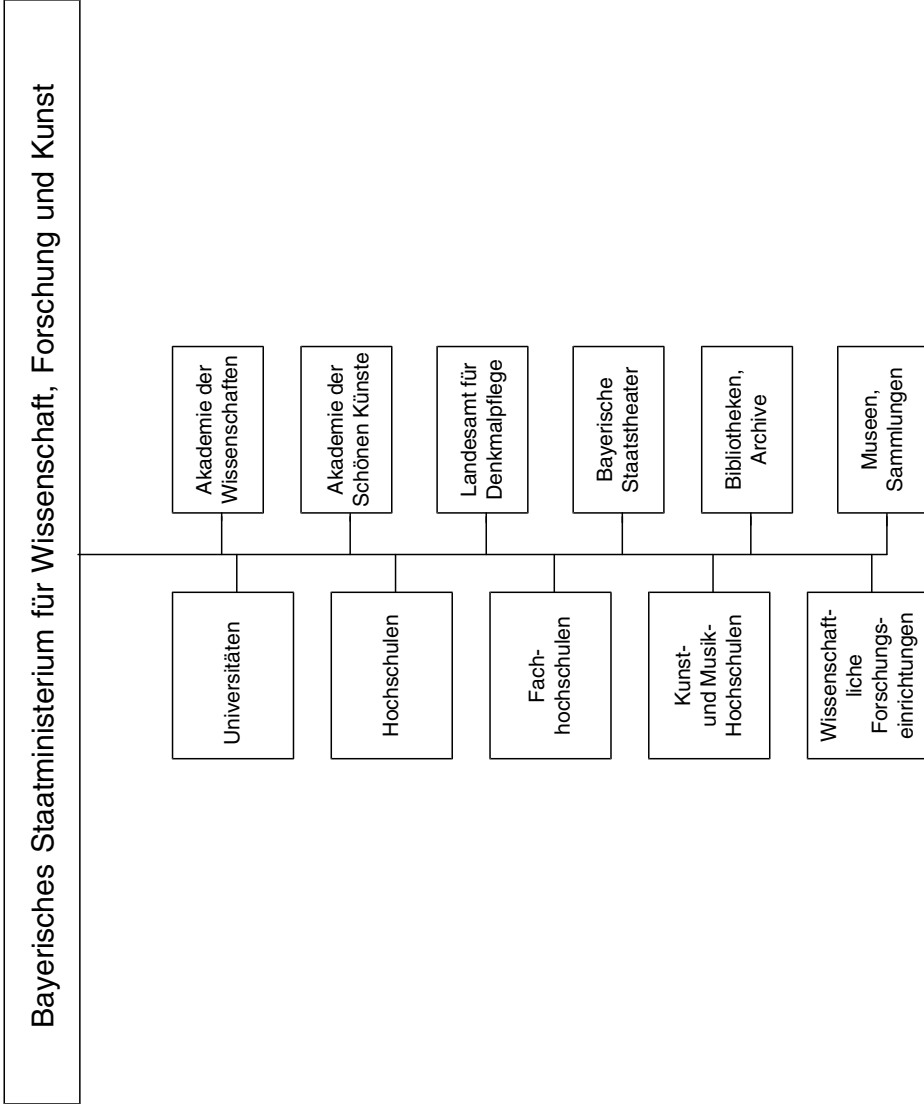 Bayerisches Staatministerium für Wissenschaft, Forschung und Kunst
Universitäten
Hochschulen
Fach-
hochschulen
Kunst-
und Musik-
Hochschulen
Wissenschaft-
liche
Forschungs-
einrichtungen
Akademie der
Wissenschaften
Akademie der
Schönen Künste
Landesamt für
Denkmalpflege
Bayerische
Staatstheater
Bibliotheken,
Archive
Museen,
Sammlungen